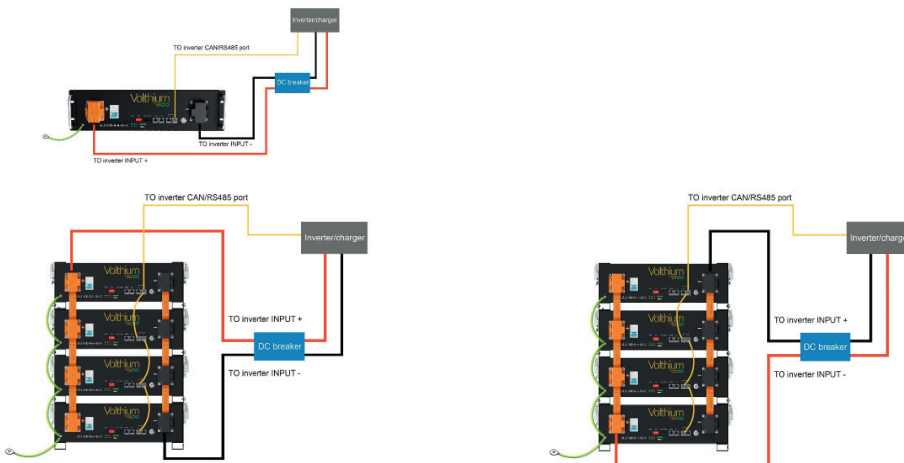 Inverter/charger
TO inverter CAN/RS485 port
DC breaker
Volthium
TO inverter INPUT -
TO inverter INPUT +
TO inverter CAN/RS485 port
Inverter/charger
Volthium
TO inverter INPUT +
Volthium
DC breaker
TO inverter INPUT -
Volthium
Volthium
TO inverter CAN/RS485 port
Inverter/charger
Volthium
TO inverter INPUT +
Volthium
DC breaker
TO inverter INPUT -
Volthium
Volthium